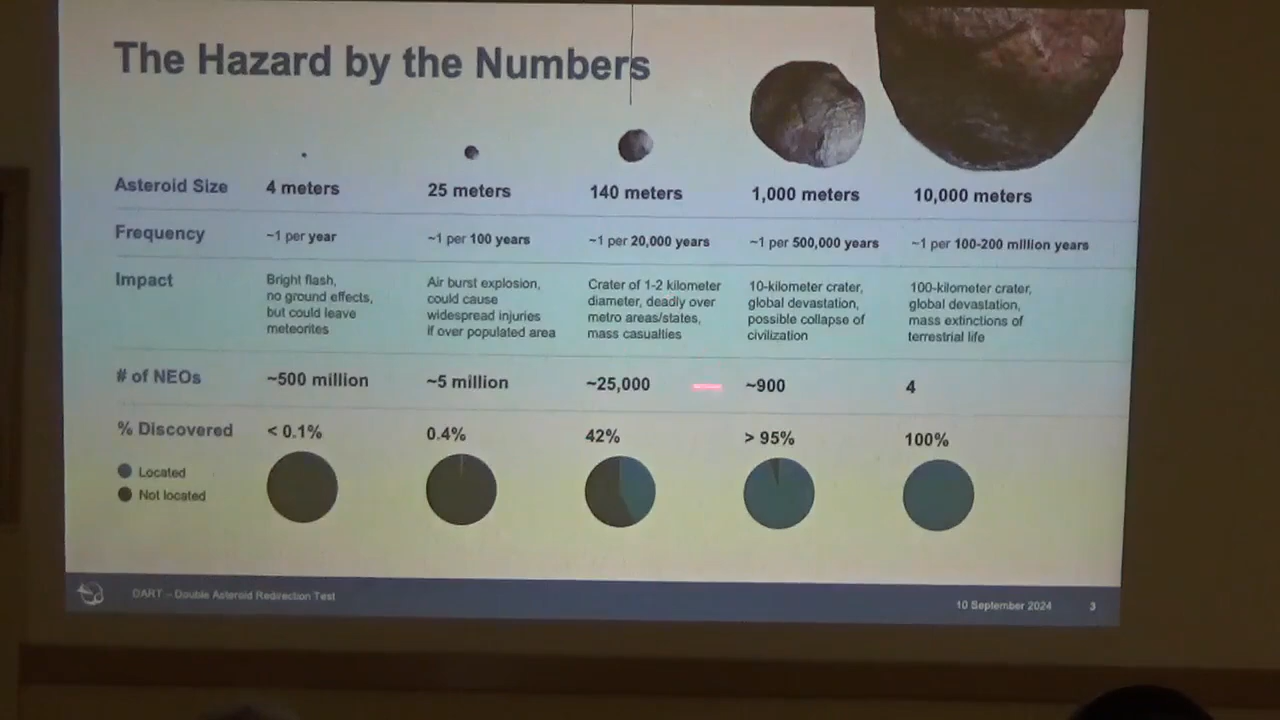 The Hazard by the Numbers
Asteroid Size 4 meters 25 meters 140 meters 1,000 meters 10,000 meters
Frequency ~1 per year ~1 per 100 years ~1 per 20,000 years ~1 per 500,000 years ~1 per 100-200 million years
Impact
Bright flash,
no ground effects,
but could leave
meteorites
Air burst explosion,
could cause
widespread injuries
if over populated area
Crater of 1-2 kilometer
diameter, deadly over
metro areas/states,
mass casualties
10-kilometer crater,
global devastation,
possible collapse of
civilization
100-kilometer crater,
global devastation,
mass extinctions of
terrestrial life
# of NEOs ~500 million ~5 million ~25,000 ~900 4
% Discovered < 0.1% 0.4% 42% > 95% 100%
Located
Not located
DART – Double Asteroid Redirection Test 10 September 2024 3